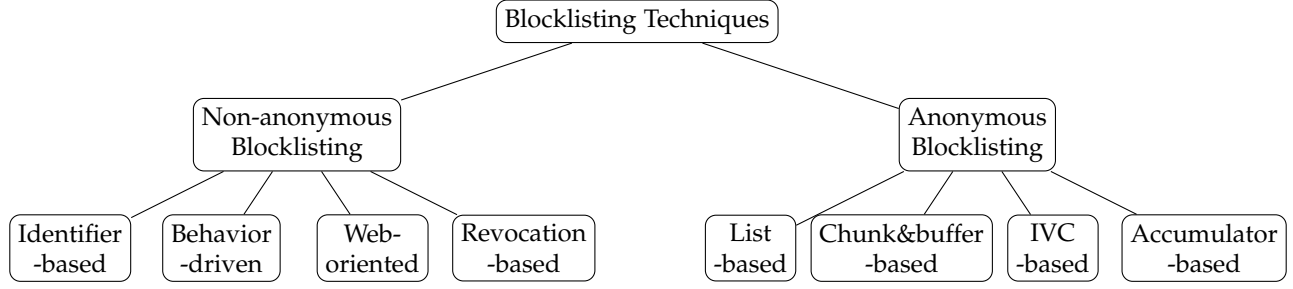 Blocklisting Techniques
Non-anonymous
Blocklisting
Anonymous
Blocklisting
Identifier
-based
Behavior
-driven
Web-
oriented
Revocation
-based
List
-based
Chunk&buffer
-based
IVC
-based
Accumulator
-based